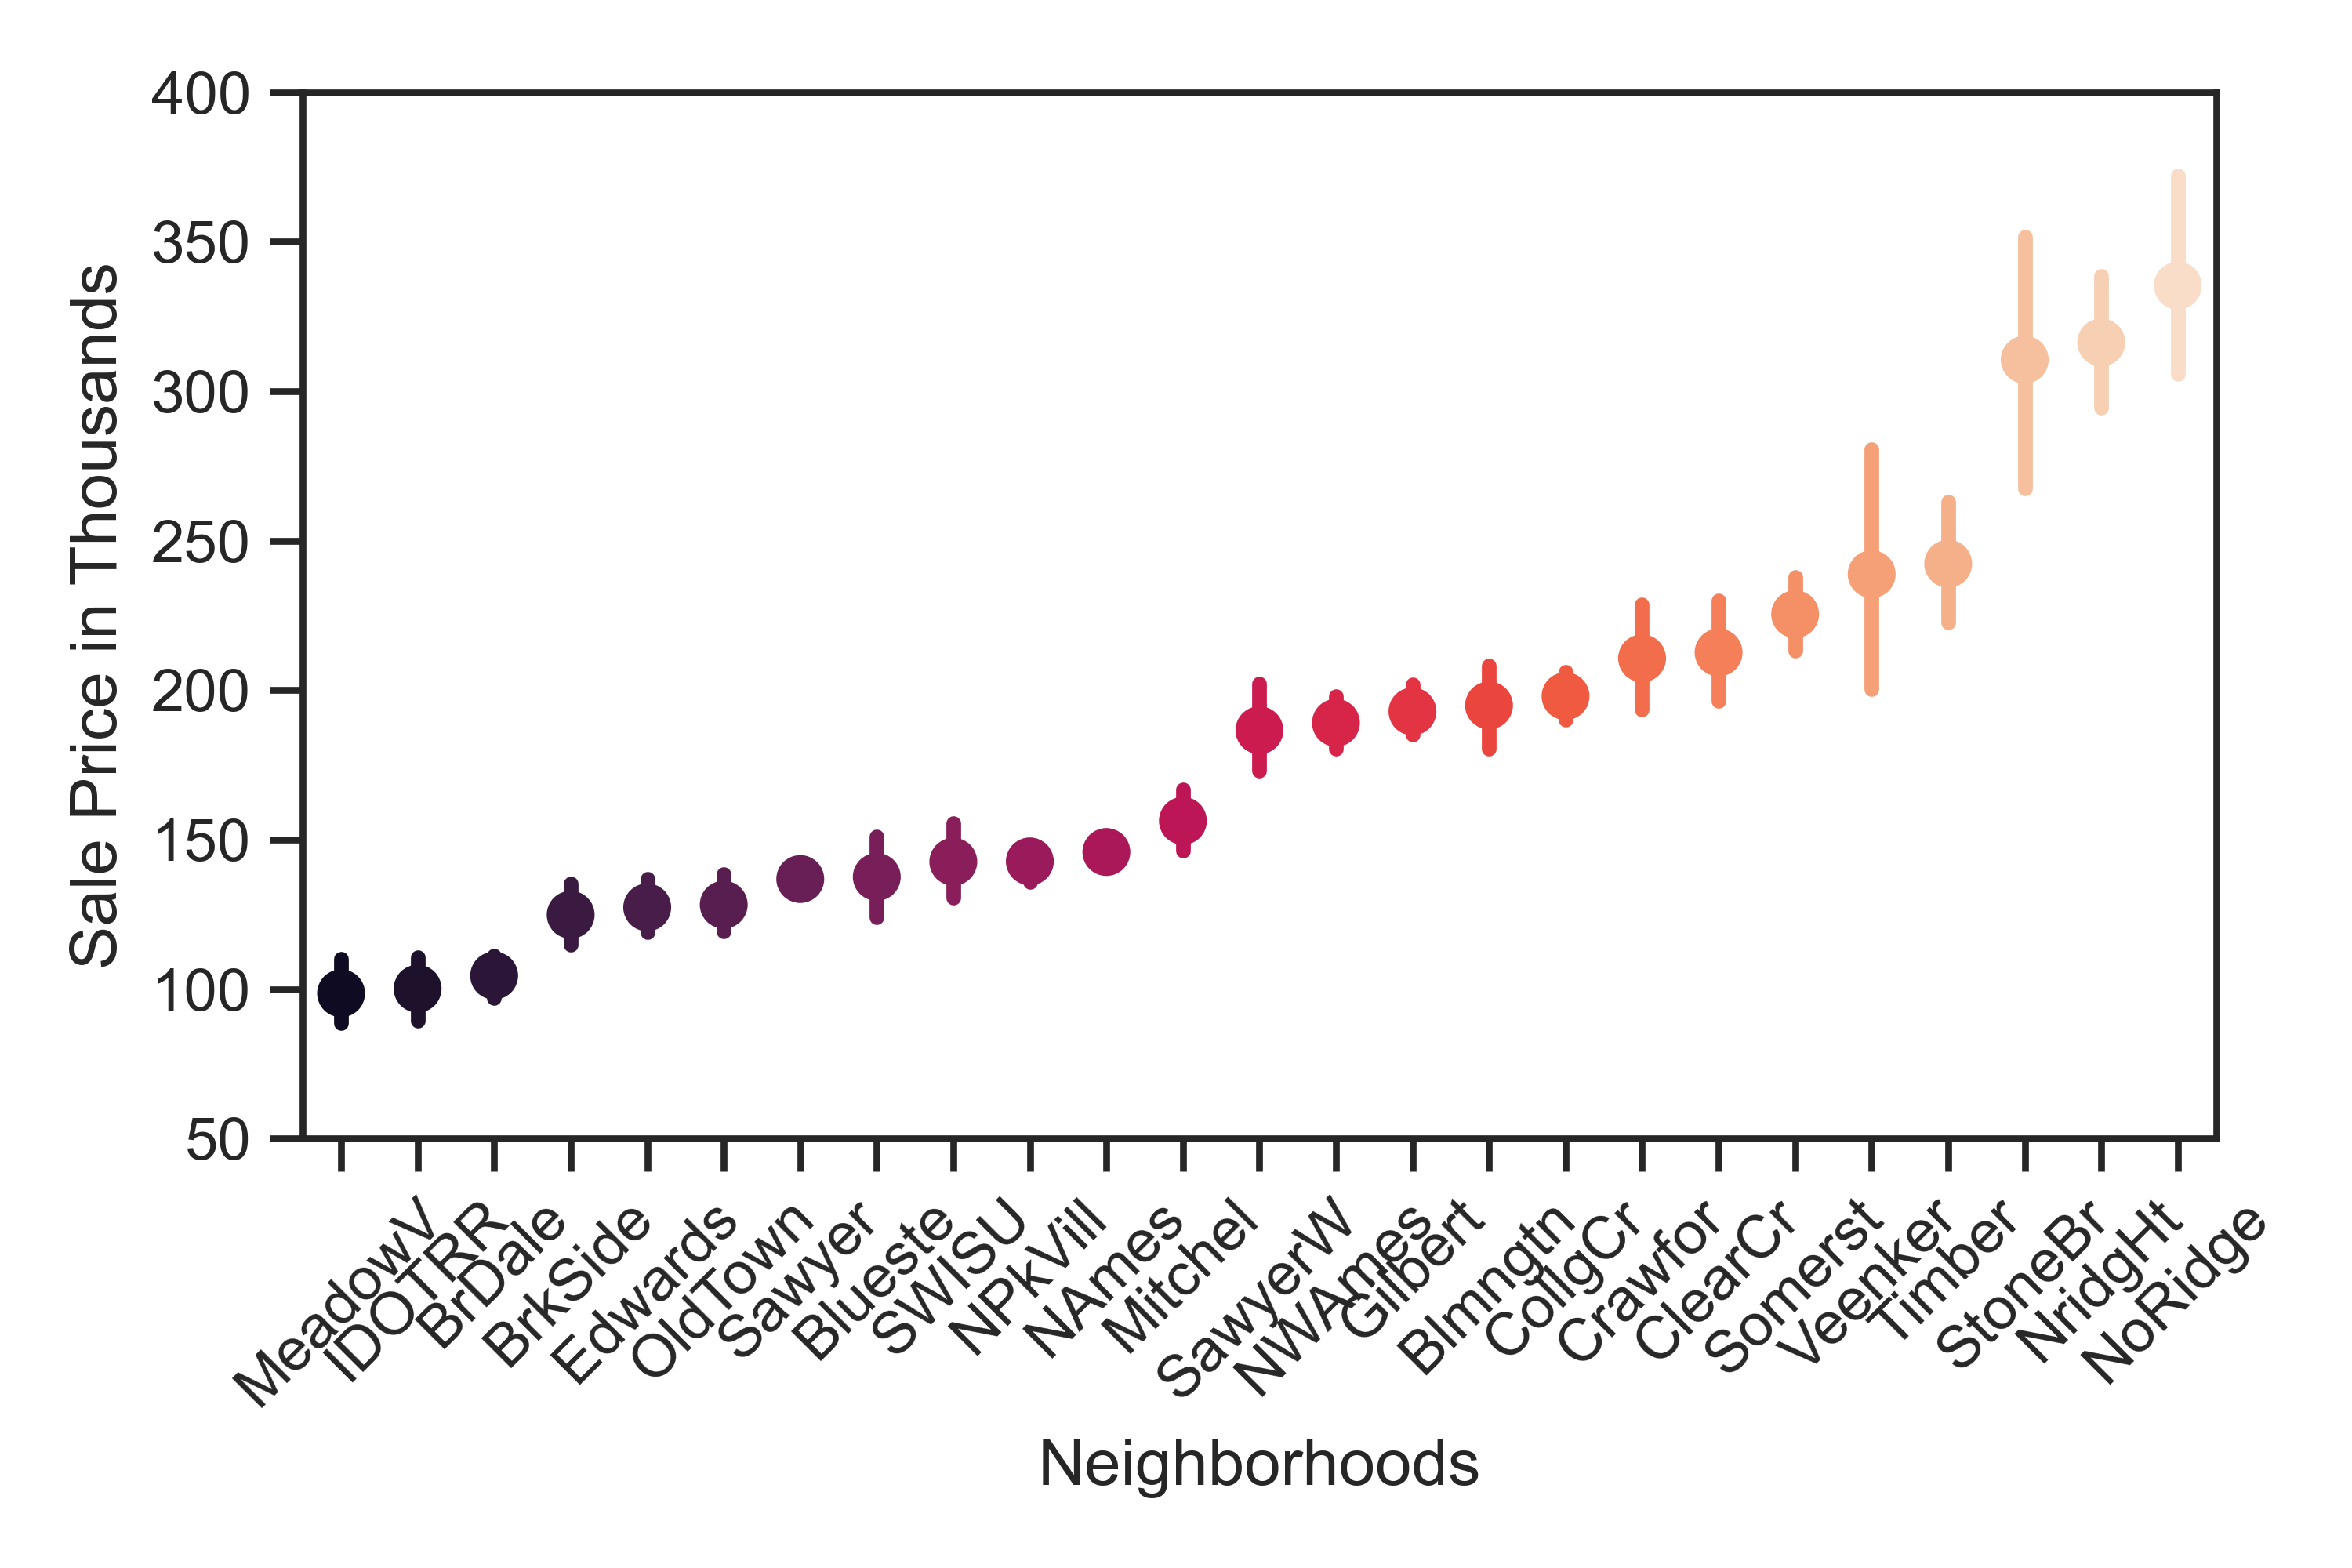 400
350
300
250
200
150
100
50
Sale Price in Thousands
MeadowV
IDOTRR
BrDale
BrkSide
Edwards
OldTown
Sawyer
Blueste
SWISU
NPKVill
NAmes
Mitchel
SawyerW
NWAmes
Gilbert
Blmngtn
CollgCr
Crawfor
ClearCr
Somerst
Veenker
Timber
StoneBr
NridgHt
NoRidge
Neighborhoods